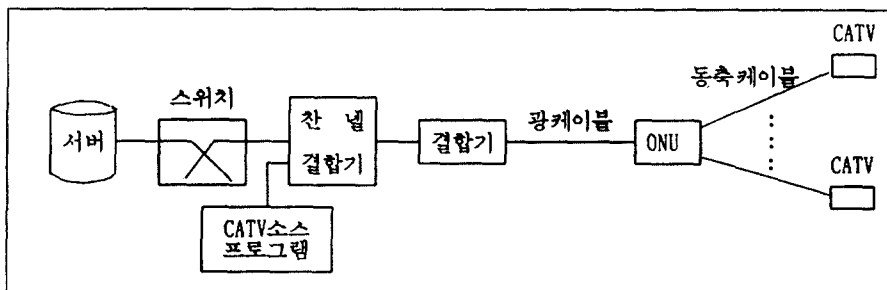 CATV
동축케이블
스위치
서버
찬 넬
결합기
결합기
광케이블
ONU
CATV
CATV소스
프로그램